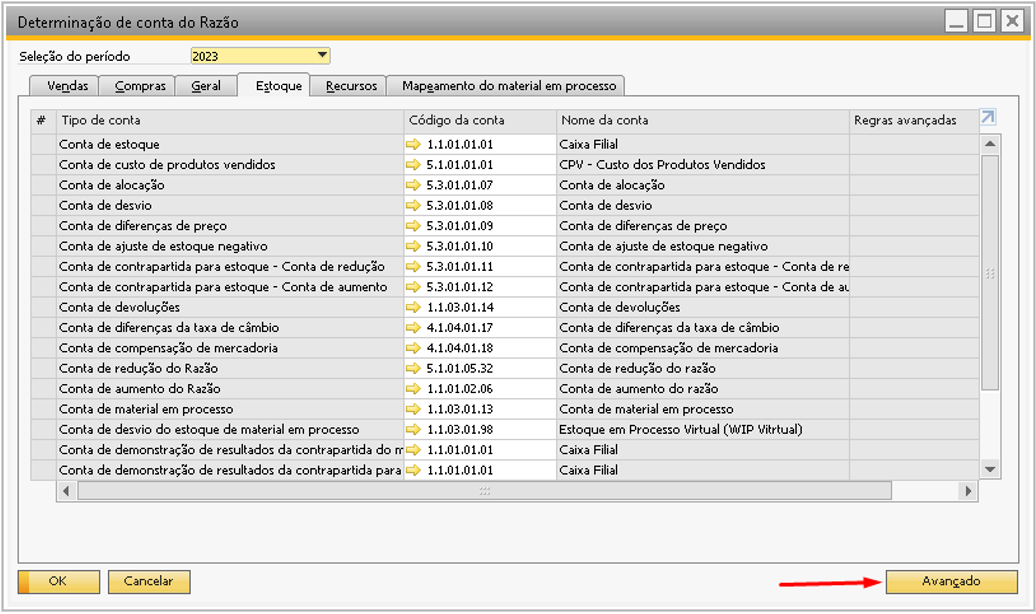 Determinação de conta do Razão
Seleção do período 2023
Vendas Compras Geral Estoque Recursos Mapeamento do material em processo
# Tipo de conta Código da conta Nome da conta Regras avançadas
Conta de estoque 1.1.01.01.01 Caixa Filial
Conta de custo de produtos vendidos 5.1.01.01.01 CPV - Custo dos Produtos Vendidos
Conta de alocação 5.3.01.01.07 Conta de alocação
Conta de desvio 5.3.01.01.08 Conta de desvio
Conta de diferenças de preço 5.3.01.01.09 Conta de diferenças de preço
Conta de ajuste de estoque negativo 5.3.01.01.10 Conta de ajuste de estoque negativo
Conta de contrapartida para estoque - Conta de redução 5.3.01.01.11 Conta de contrapartida para estoque - Conta de re
Conta de contrapartida para estoque - Conta de aumento 5.3.01.01.12 Conta de contrapartida para estoque - Conta de au
Conta de devoluções 1.1.03.01.14 Conta de devoluções
Conta de diferenças da taxa de câmbio 4.1.04.01.17 Conta de diferenças da taxa de câmbio
Conta de compensação de mercadoria 4.1.04.01.18 Conta de compensação de mercadoria
Conta de redução do Razão 5.1.01.05.32 Conta de redução do razão
Conta de aumento do Razão 1.1.01.02.06 Conta de aumento do razão
Conta de material em processo 1.1.03.01.13 Conta de material em processo
Conta de desvio do estoque de material em processo 1.1.03.01.98 Estoque em Processo Virtual (WIP Vitrtual)
Conta de demonstração de resultados da contrapartida do m 1.1.01.01.01 Caixa Filial
Conta de demonstração de resultados da contrapartida para 1.1.01.01.01 Caixa Filial
OK Cancelar Avançado